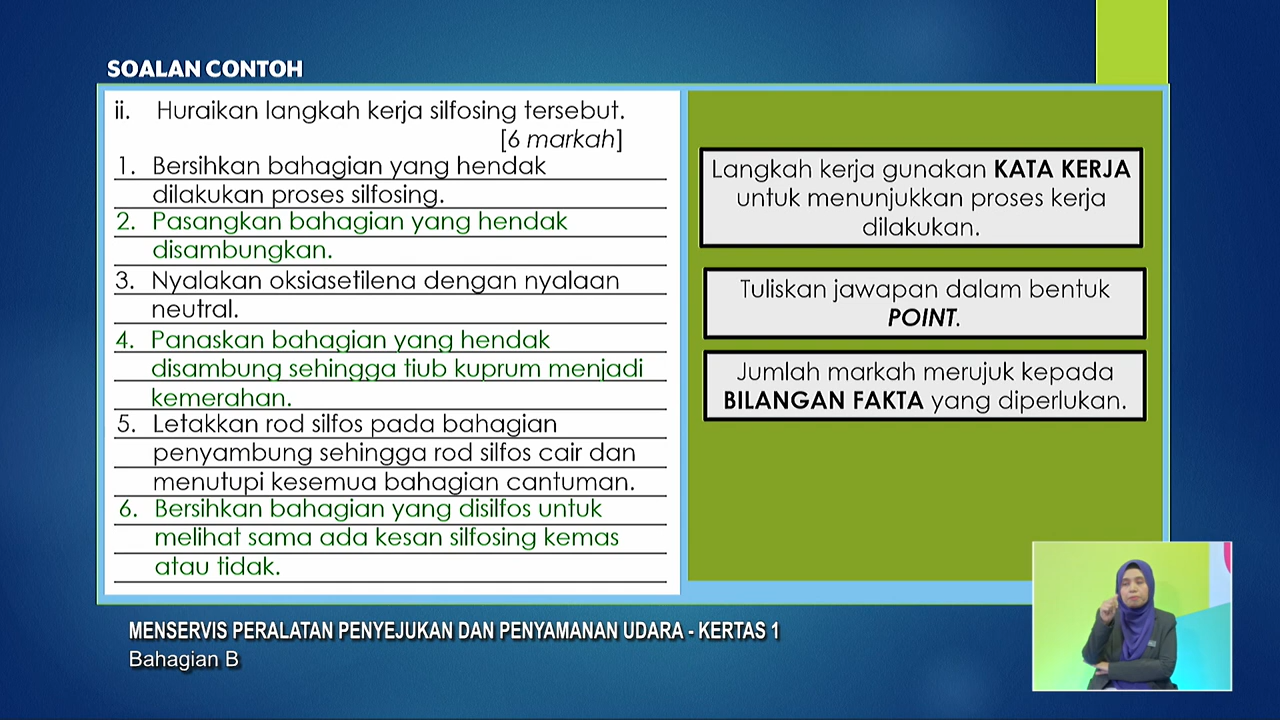 SOALAN CONTOH
ii. Huraikan langkah kerja silfosing tersebut.
[6 markah]
1. Bersihkan bahagian yang hendak
dilakukan proses silfosing.
2. Pasangkan bahagian yang hendak
disambungkan.
3. Nyalakan oksiasetilena dengan nyalaan
neutral.
4. Panaskan bahagian yang hendak
disambung sehingga tiub kuprum menjadi
kemerahan.
5. Letakkan rod silfos pada bahagian
penyambung sehingga rod silfos cair dan
menutupi kesemua bahagian cantuman.
6. Bersihkan bahagian yang disilfos untuk
melihat sama ada kesan silfosing kemas
atau tidak.
Langkah kerja gunakan KATA KERJA
untuk menunjukkan proses kerja
dilakukan.
Tuliskan jawapan dalam bentuk
POINT.
Jumlah markah merujuk kepada
BILANGAN FAKTA yang diperlukan.
MENSERVIS PERALATAN PENYEJUKAN DAN PENYAMANAN UDARA - KERTAS 1
Bahagian B